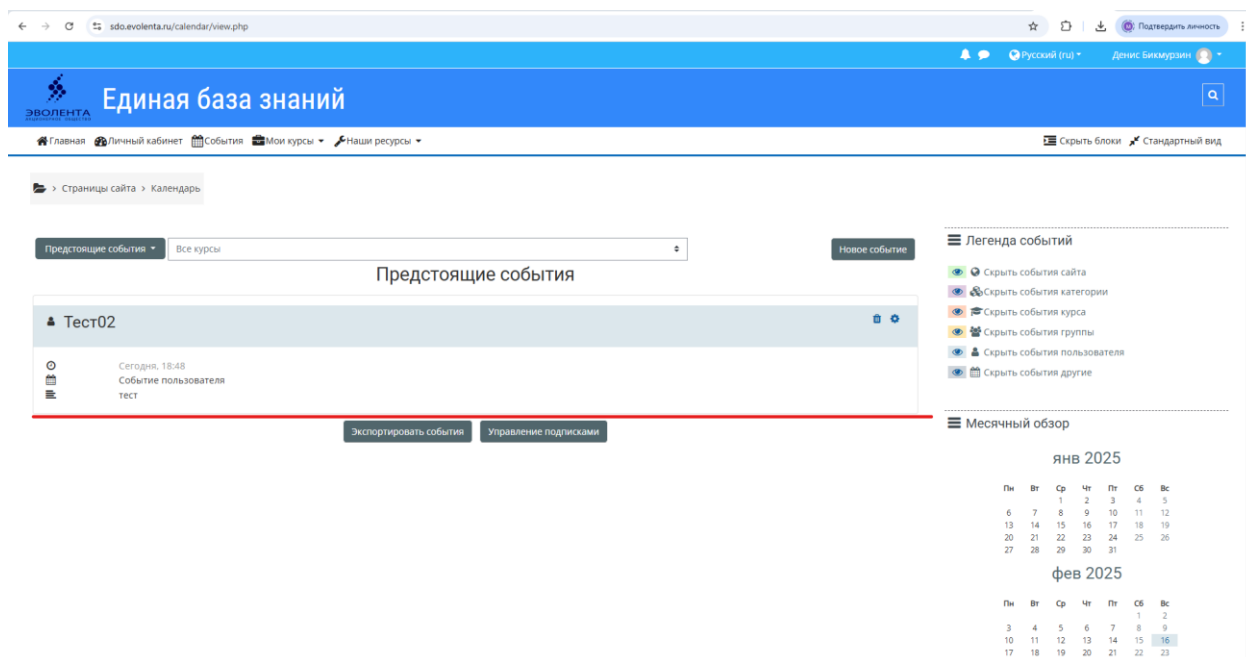 sdo.evolenta.ru/calendar/view.php
Подтвердить личность
Русский (ru)
Денис Бикмурзин
ЭВОЛЕНТА
Единая база знаний
Главная Личный кабинет События Мои курсы Наши ресурсы
Скрыть блоки Стандартный вид
> Страницы сайта > Календарь
Предстоящие события
Все курсы
Новое событие
Предстоящие события
Тест02
Сегодня, 18:48
Событие пользователя
тест
Экспортировать события
Управление подписками
Легенда событий
Скрыть события сайта
Скрыть события категории
Скрыть события курса
Скрыть события группы
Скрыть события пользователя
Скрыть события другие
Месячный обзор
янв 2025
Пн Вт Ср Чт Пт Сб Вс
1 2 3 4 5
6 7 8 9 10 11 12
13 14 15 16 17 18 19
20 21 22 23 24 25 26
27 28 29 30 31
фев 2025
Пн Вт Ср Чт Пт Сб Вс
1 2
3 4 5 6 7 8 9
10 11 12 13 14 15 16
17 18 19 20 21 22 23